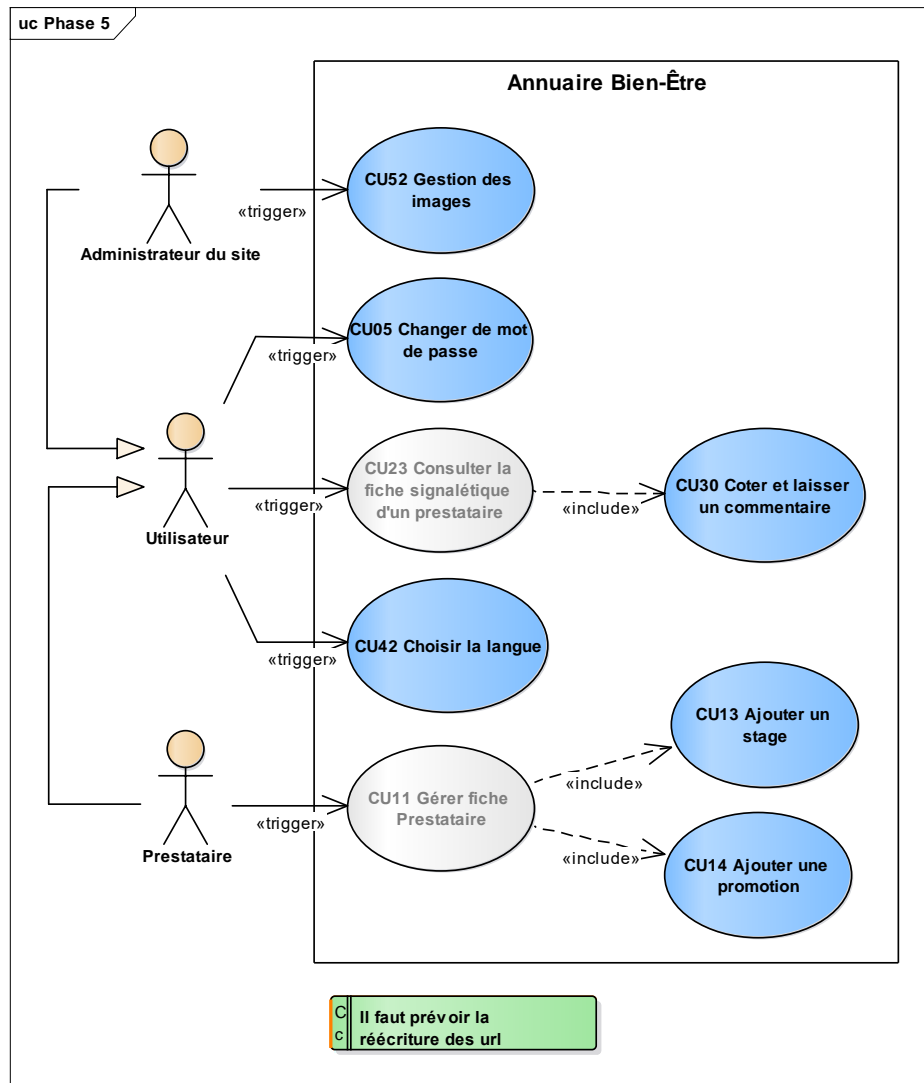 uc Phase 5
Annuaire Bien-Être
CU52 Gestion des
images
«trigger»
Administrateur du site
CU05 Changer de mot
de passe
«trigger»
CU23 Consulter la
fiche signalétique
d'un prestataire
«trigger»
Utilisateur
CU30 Coter et laisser
un commentaire
«include»
CU42 Choisir la langue
«trigger»
CU13 Ajouter un
stage
«include»
CU11 Gérer fiche
Prestataire
«trigger»
Prestataire
«include»
CU14 Ajouter une
promotion
C
c
Il faut prévoir la
réécriture des url